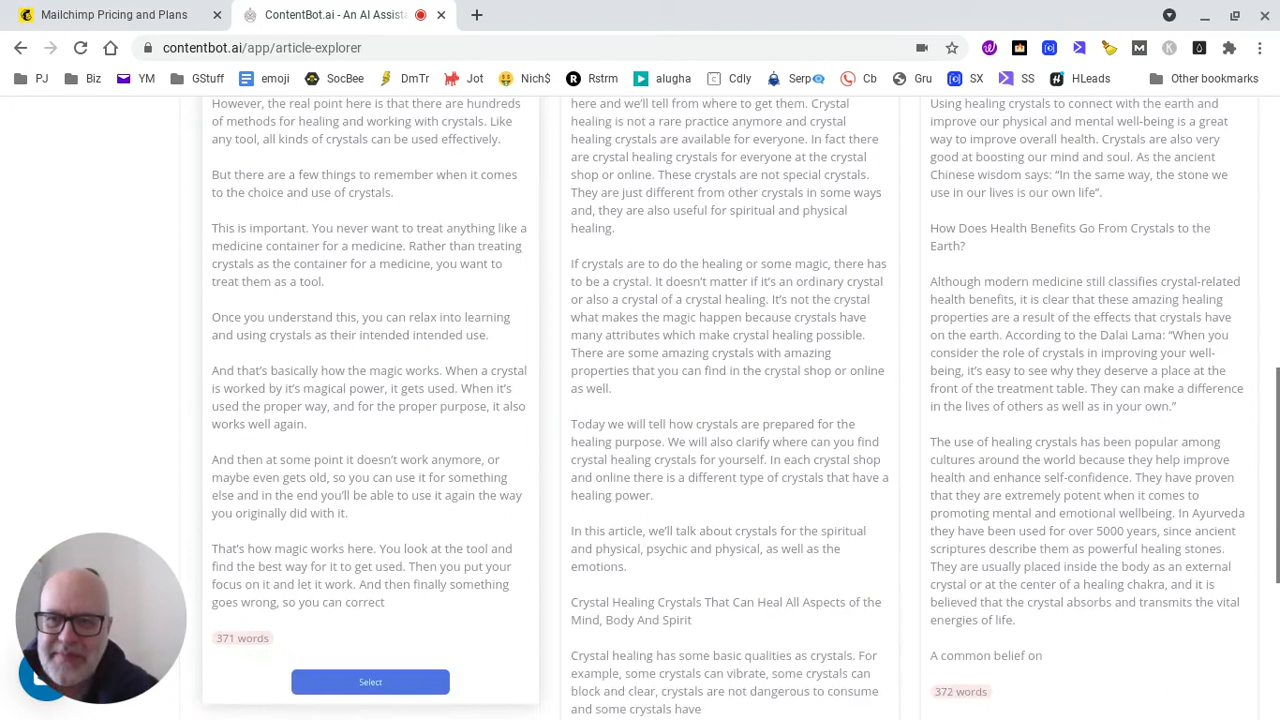 Mailchimp Pricing and Plans
ContentBot.ai - An AI Assista
contentbot.ai/app/article-explorer
PJ
Biz
YM
GStuff
emoji
SocBee
DmTr
Jot
Nich$
Rstrm
alugha
Cdly
Serp
Cb
Gru
SX
SS
HLeads
Other bookmarks
However, the real point here is that there are hundreds
of methods for healing and working with crystals. Like
any tool, all kinds of crystals can be used effectively.
But there are a few things to remember when it comes
to the choice and use of crystals.
This is important. You never want to treat anything like a
medicine container for a medicine. Rather than treating
crystals as the container for a medicine, you want to
treat them as a tool.
Once you understand this, you can relax into learning
and using crystals as their intended intended use.
And that's basically how the magic works. When a crystal
is worked by it's magical power, it gets used. When it's
used the proper way, and for the proper purpose, it also
works well again.
And then at some point it doesn't work anymore, or
maybe even gets old, so you can use it for something
else and in the end you'll be able to use it again the way
you originally did with it.
That's how magic works here. You look at the tool and
find the best way for it to get used. Then you put your
focus on it and let it work. And then finally something
goes wrong, so you can correct
371 words
Select
here and we'll tell from where to get them. Crystal
healing is not a rare practice anymore and crystal
healing crystals are available for everyone. In fact there
are crystal healing crystals for everyone at the crystal
shop or online. These crystals are not special crystals.
They are just different from other crystals in some ways
and, they are also useful for spiritual and physical
healing.
If crystals are to do the healing or some magic, there has
to be a crystal. It doesn't matter if it's an ordinary crystal
or also a crystal of a crystal healing. It's not the crystal
what makes the magic happen because crystals have
many attributes which make crystal healing possible.
There are some amazing crystals with amazing
properties that you can find in the crystal shop or online
as well.
Today we will tell how crystals are prepared for the
healing purpose. We will also clarify where can you find
crystal healing crystals for yourself. In each crystal shop
and online there is a different type of crystals that have a
healing power.
In this article, we'll talk about crystals for the spiritual
and physical, psychic and physical, as well as the
emotions.
Crystal Healing Crystals That Can Heal All Aspects of the
Mind, Body And Spirit
Crystal healing has some basic qualities as crystals. For
example, some crystals can vibrate, some crystals can
block and clear, crystals are not dangerous to consume
and some crystals have
Using healing crystals to connect with the earth and
improve our physical and mental well-being is a great
way to improve overall health. Crystals are also very
good at boosting our mind and soul. As the ancient
Chinese wisdom says: “In the same way, the stone we
use in our lives is our own life”.
How Does Health Benefits Go From Crystals to the
Earth?
Although modern medicine still classifies crystal-related
health benefits, it is clear that these amazing healing
properties are a result of the effects that crystals have
on the earth. According to the Dalai Lama: “When you
consider the role of crystals in improving your well-
being, it's easy to see why they deserve a place at the
front of the treatment table. They can make a difference
in the lives of others as well as in your own.”
The use of healing crystals has been popular among
cultures around the world because they help improve
health and enhance self-confidence. They have proven
that they are extremely potent when it comes to
promoting mental and emotional wellbeing. In Ayurveda
they have been used for over 5000 years, since ancient
scriptures describe them as powerful healing stones.
They are usually placed inside the body as an external
crystal or at the center of a healing chakra, and it is
believed that the crystal absorbs and transmits the vital
energies of life.
A common belief on
372 words